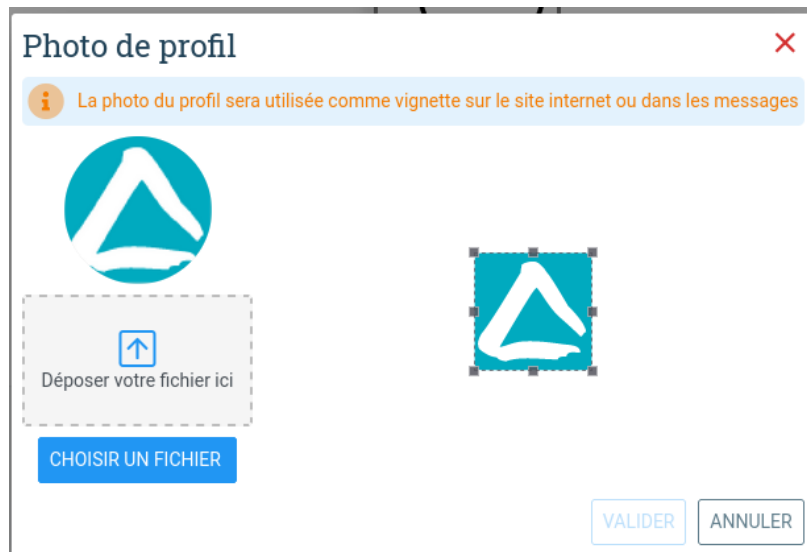 Photo de profil
La photo du profil sera utilisée comme vignette sur le site internet ou dans les messages
Déposer votre fichier ici
CHOISIR UN FICHIER
VALIDER
ANNULER